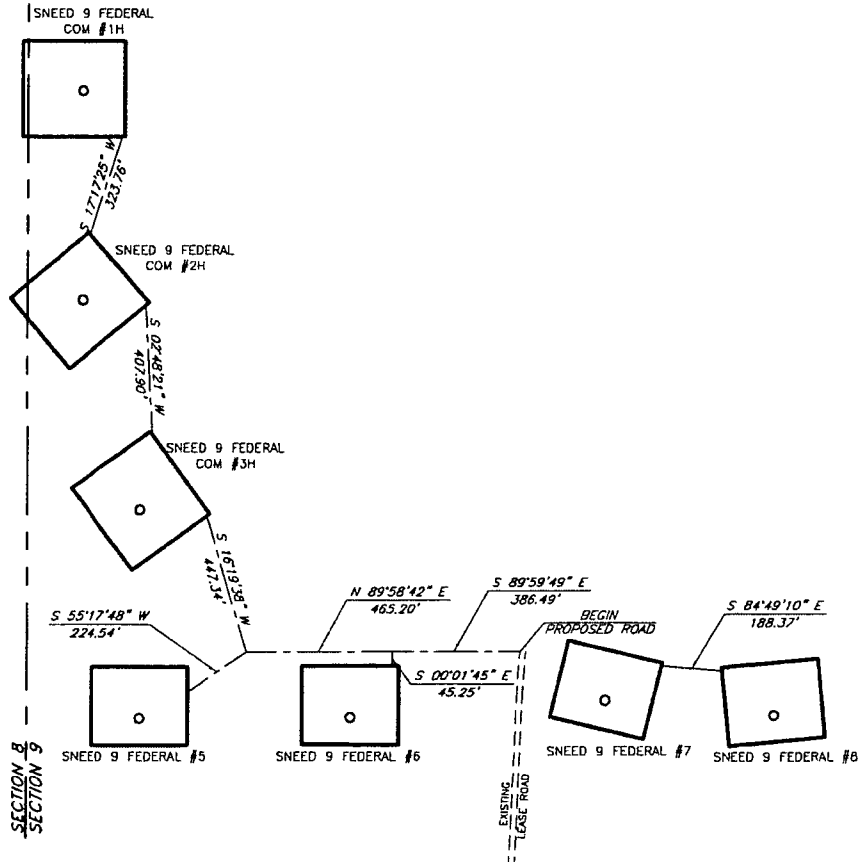 SNEED 9 FEDERAL
COM #1H
S 17°17'25" W
323.76'
SNEED 9 FEDERAL
COM #2H
S 02°48'21" W
407.90'
SNEED 9 FEDERAL
COM #3H
S 16°19'38" W
447.34'
S 55°17'48" W
224.54'
N 89°58'42" E
465.20'
S 89°59'49" E
386.49'
BEGIN
PROPOSED ROAD
S 84°49'10" E
188.37'
S 00°01'45" E
45.25'
SNEED 9 FEDERAL #5
SNEED 9 FEDERAL #6
SNEED 9 FEDERAL #7
SNEED 9 FEDERAL #8
EXISTING
LEASE ROAD
SECTION 8
SECTION 9